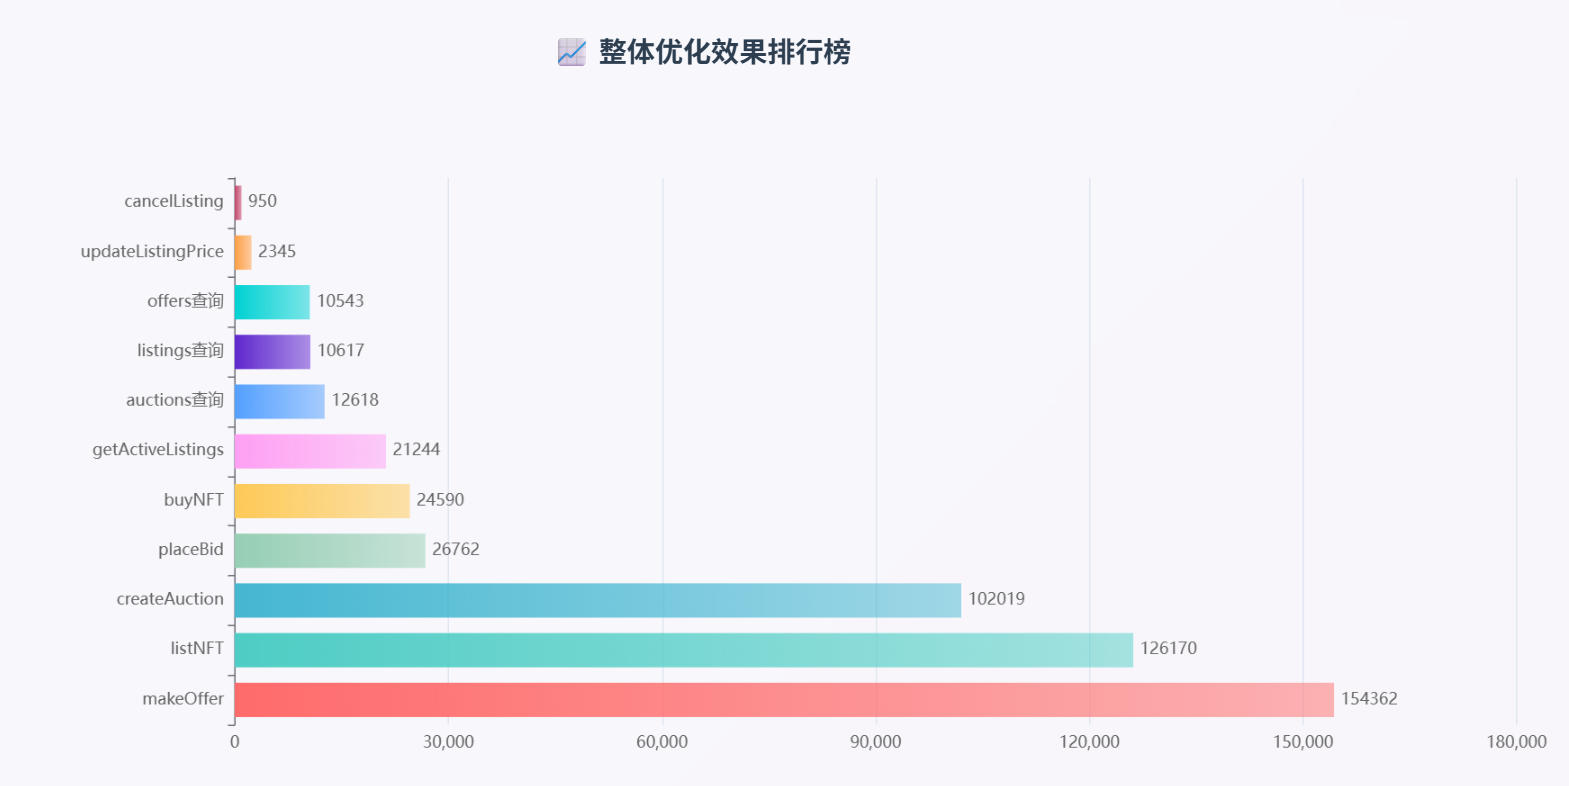 📈 整体优化效果排行榜
cancelListing 950
updateListingPrice 2345
offers查询 10543
listings查询 10617
auctions查询 12618
getActiveListings 21244
buyNFT 24590
placeBid 26762
createAuction 102019
listNFT 126170
makeOffer 154362
0 30,000 60,000 90,000 120,000 150,000 180,000